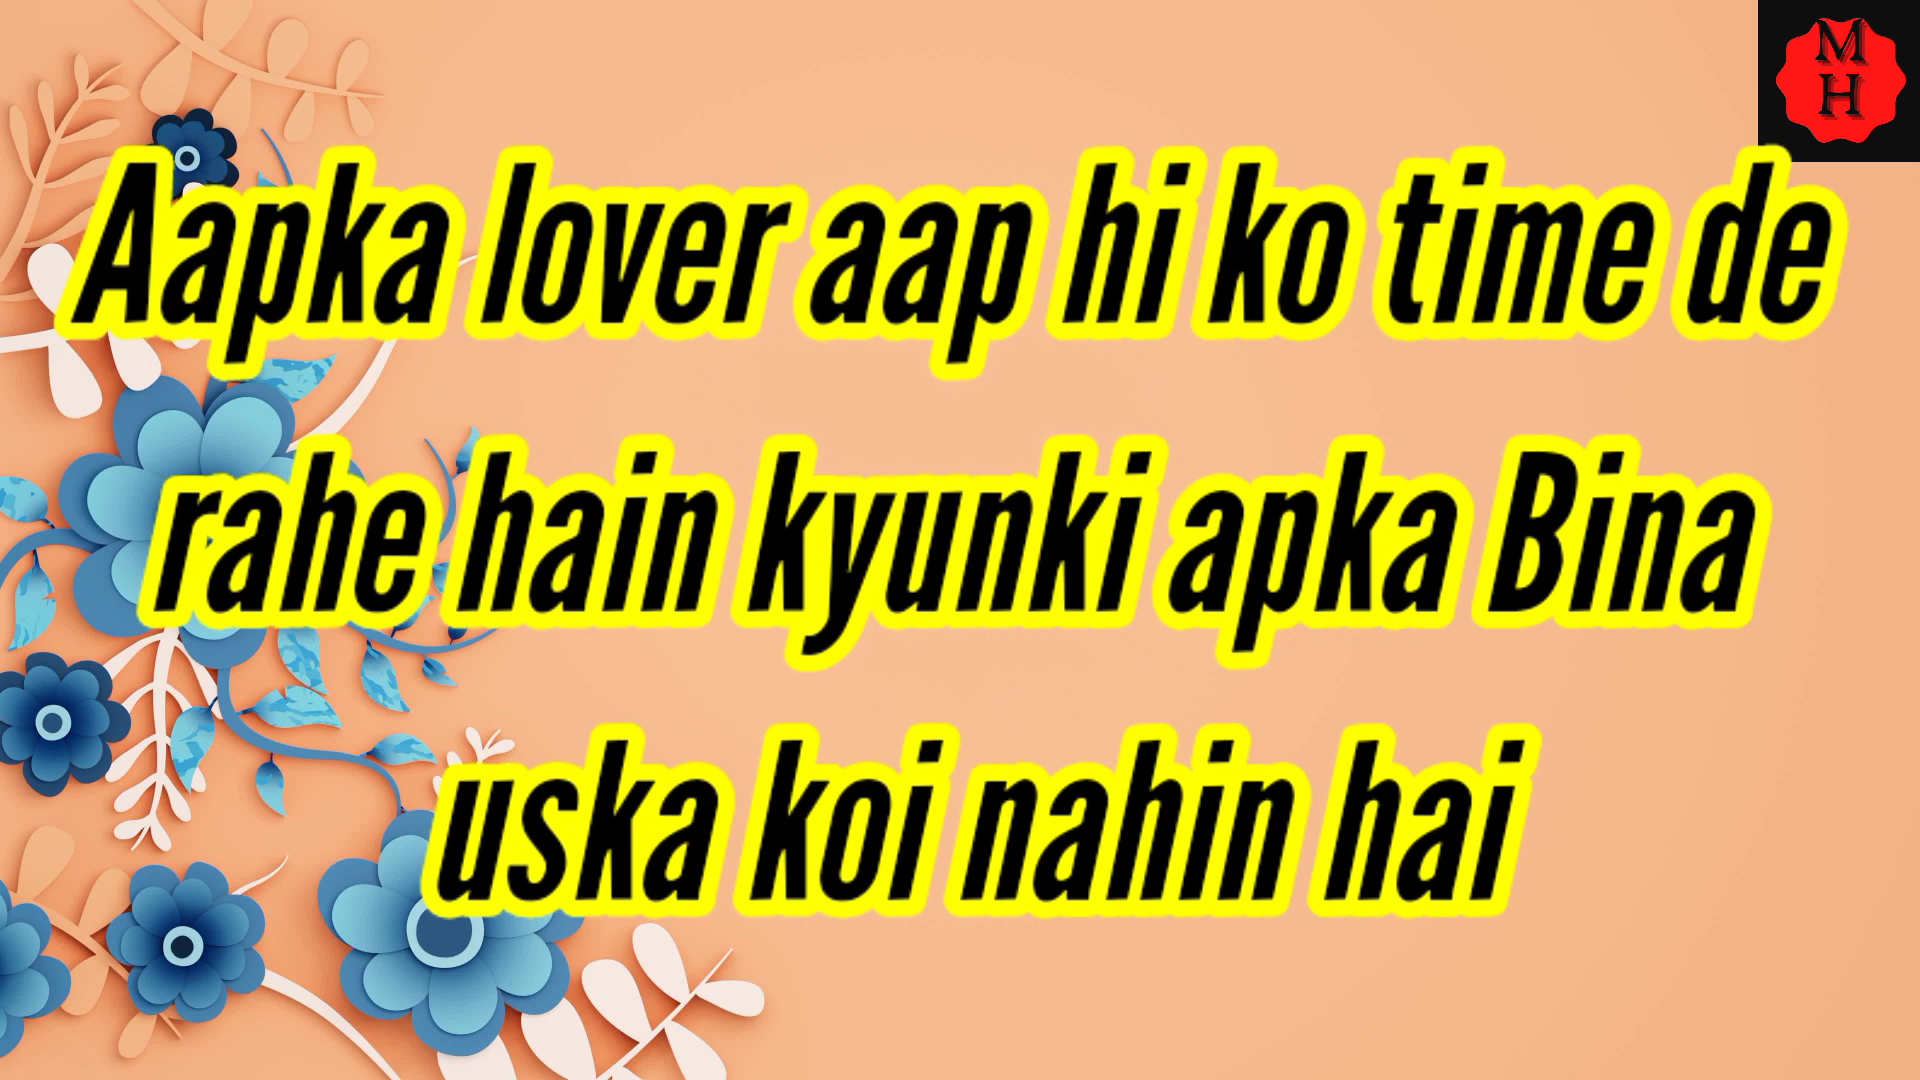 M
H
Aapka lover aap hi ko time de
rahe hain kyunki apka Bina
uska koi nahin hai